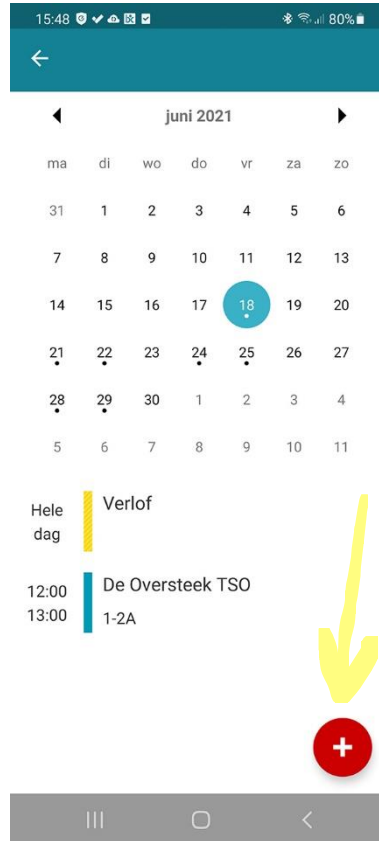 15:48 80%
juni 2021
ma di wo do vr za zo
31 1 2 3 4 5 6
7 8 9 10 11 12 13
14 15 16 17 18 19 20
21 22 23 24 25 26 27
28 29 30 1 2 3 4
5 6 7 8 9 10 11
Hele dag Verlof
12:00 De Oversteek TSO
13:00 1-2A
+